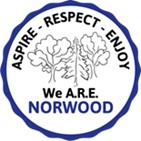 ASPIRE - RESPECT - ENJOY
We A.R.E.
NORWOOD